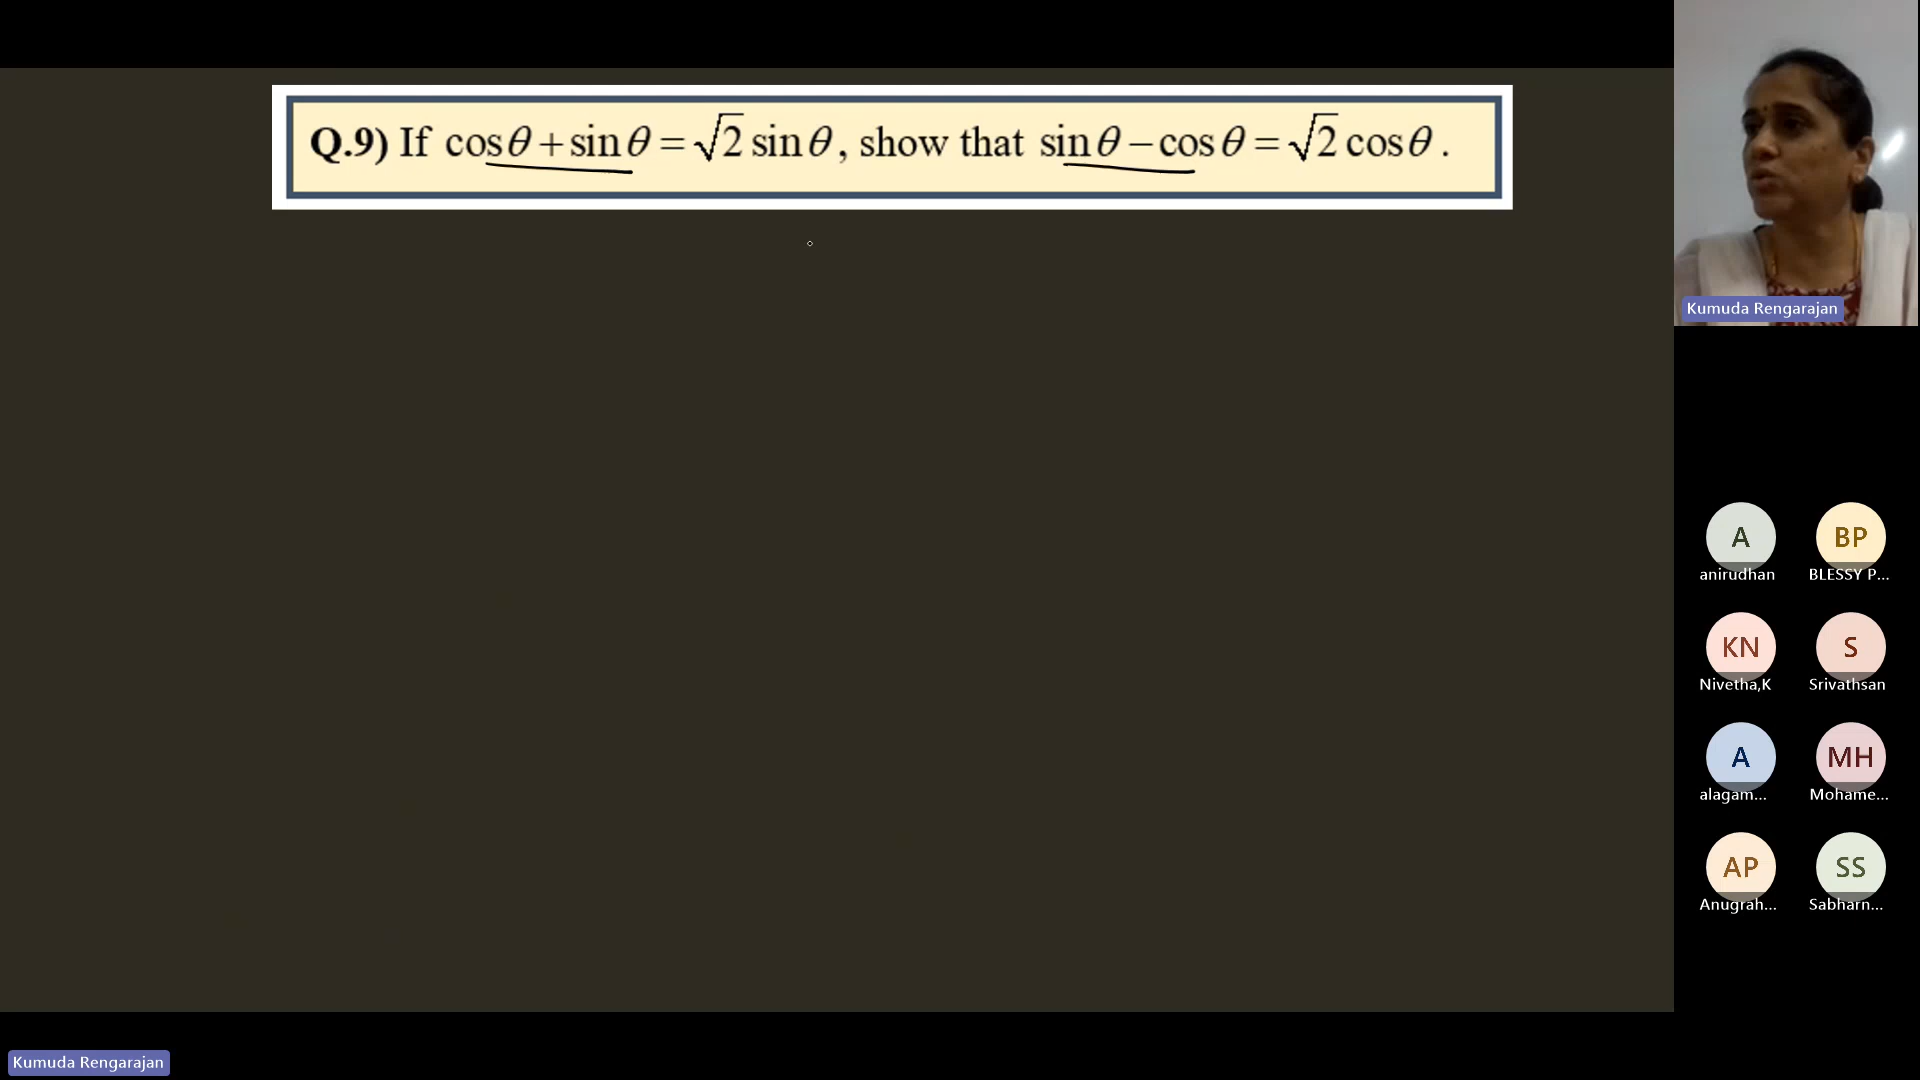 Q.9) If cosθ + sinθ = √2 sinθ, show that sinθ − cosθ = √2 cosθ.
Kumuda Rengarajan
A
BP
anirudhan
BLESSY P...
KN
S
Nivetha,K
Srivathsan
A
MH
alagam...
Mohame...
AP
SS
Anugrah...
Sabharn...
Kumuda Rengarajan